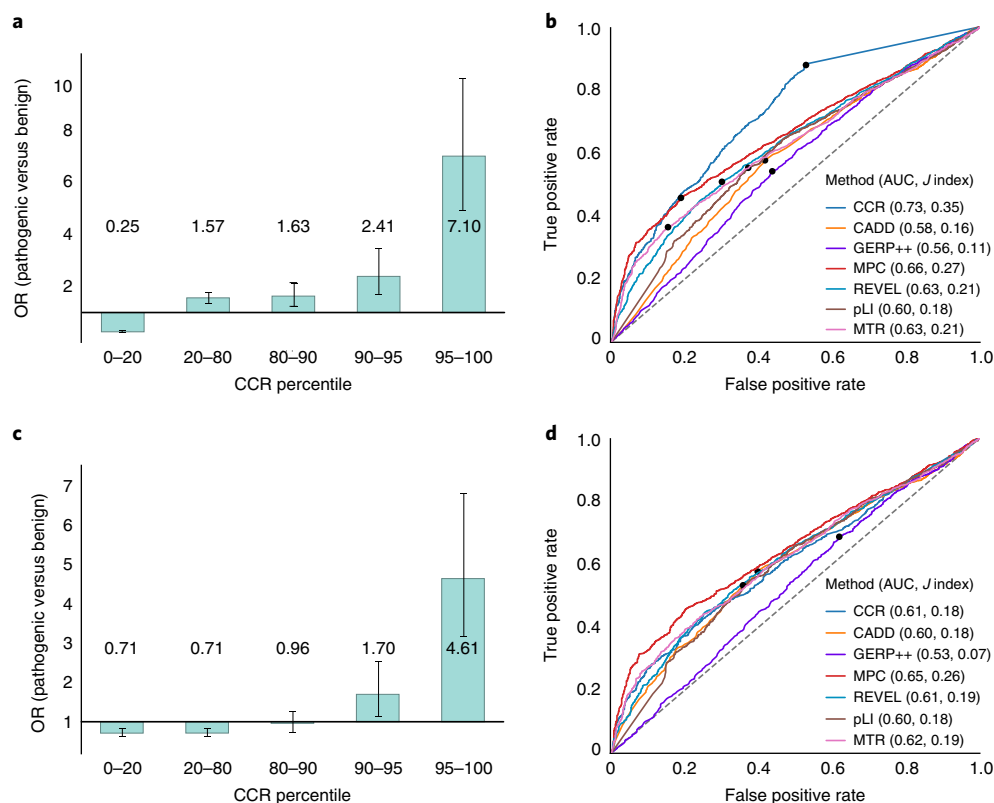 a
OR (pathogenic versus benign)
10
8
6
4
2
0.25
1.57
1.63
2.41
7.10
0–20
20–80
80–90
90–95
95–100
CCR percentile
b
True positive rate
1.0
0.8
0.6
0.4
0.2
0
0.2
0.4
0.6
0.8
1.0
False positive rate
Method (AUC, J index)
CCR (0.73, 0.35)
CADD (0.58, 0.16)
GERP++ (0.56, 0.11)
MPC (0.66, 0.27)
REVEL (0.63, 0.21)
pLI (0.60, 0.18)
MTR (0.63, 0.21)
c
OR (pathogenic versus benign)
7
6
5
4
3
2
1
0.71
0.71
0.96
1.70
4.61
0–20
20–80
80–90
90–95
95–100
CCR percentile
d
True positive rate
1.0
0.8
0.6
0.4
0.2
0
0.2
0.4
0.6
0.8
1.0
False positive rate
Method (AUC, J index)
CCR (0.61, 0.18)
CADD (0.60, 0.18)
GERP++ (0.53, 0.07)
MPC (0.65, 0.26)
REVEL (0.61, 0.19)
pLI (0.60, 0.18)
MTR (0.62, 0.19)